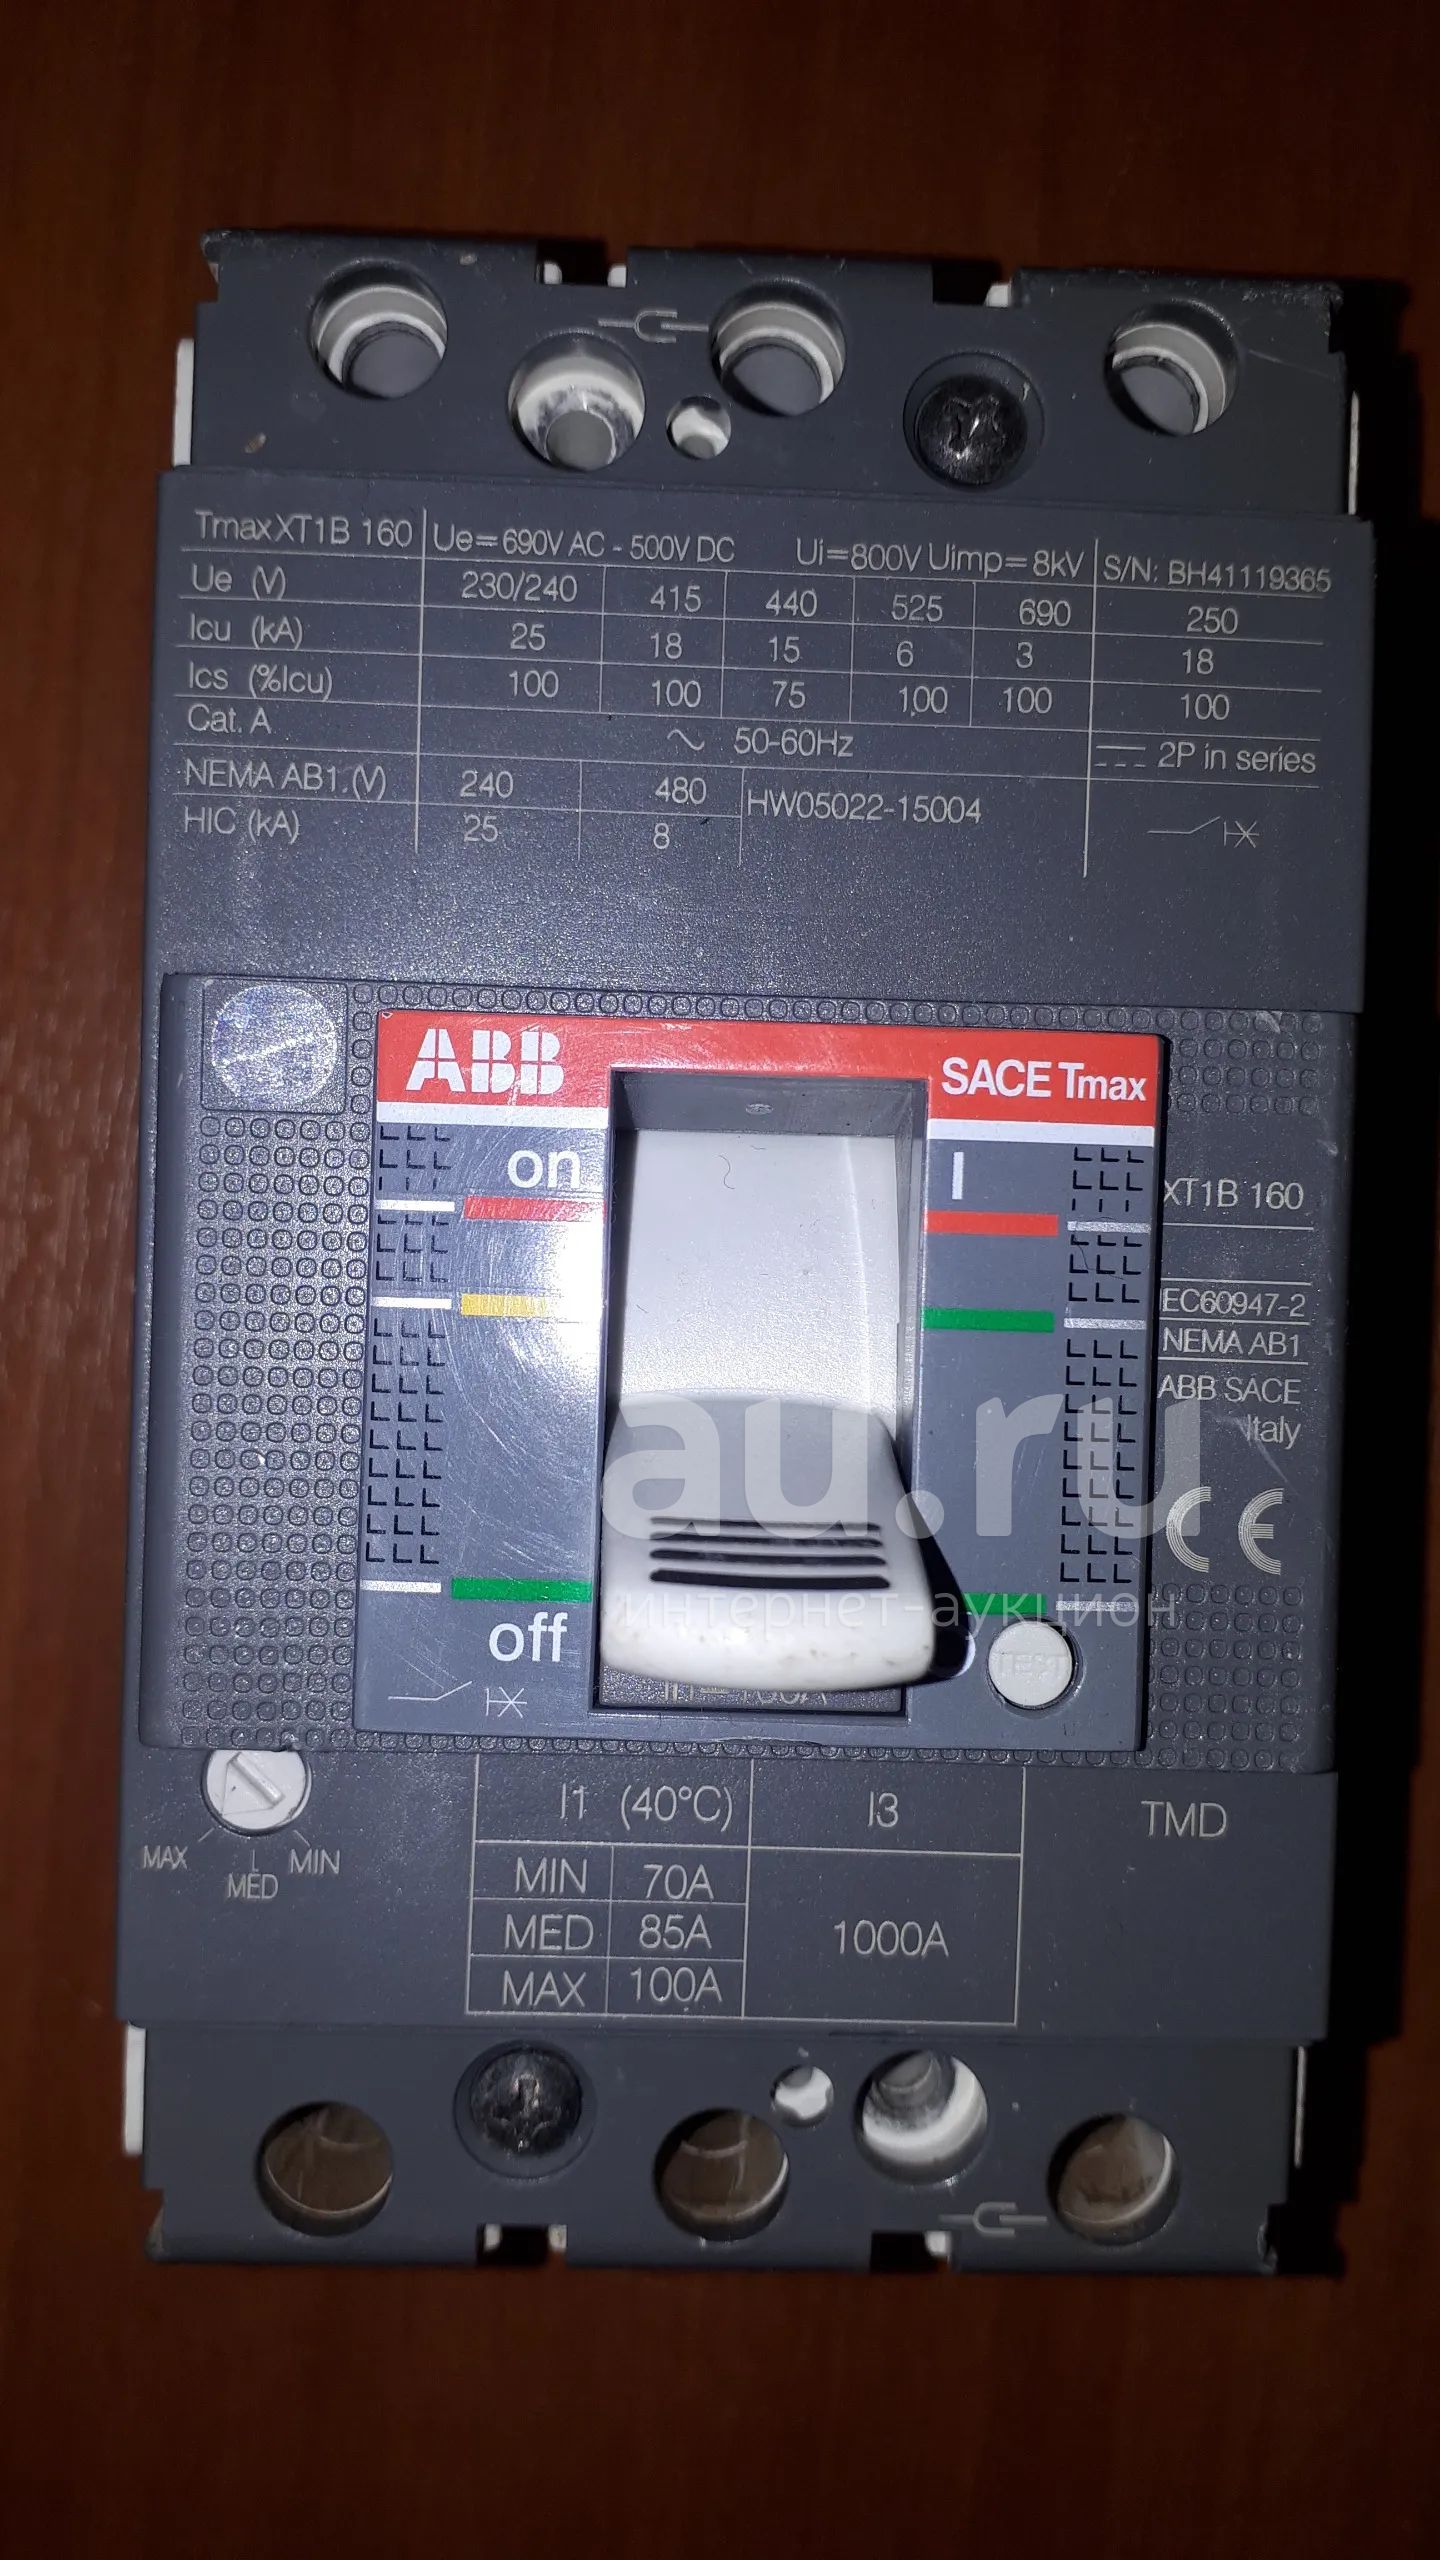 Tmax XT1B 160 Ue=690V AC - 500V DC Ui=800V Uimp=8kV S/N: BH41119365
Ue (V) 230/240 415 440 525 690 250
Icu (kA) 25 18 15 6 3 18
Ics (%Icu) 100 100 75 100 100 100
Cat. A ~ 50-60Hz 2P in series
NEMA AB1.(V) 240 480 HW05022-15004
HIC (kA) 25 8
ABB SACE Tmax
on I
XT1B 160
IEC60947-2
NEMA AB1
ABB SACE
Italy
CE
au.ru
интернет-аукцион
off
TEST
I1 (40°C) I3 TMD
MAX MED MIN
MIN 70A
MED 85A 1000A
MAX 100A